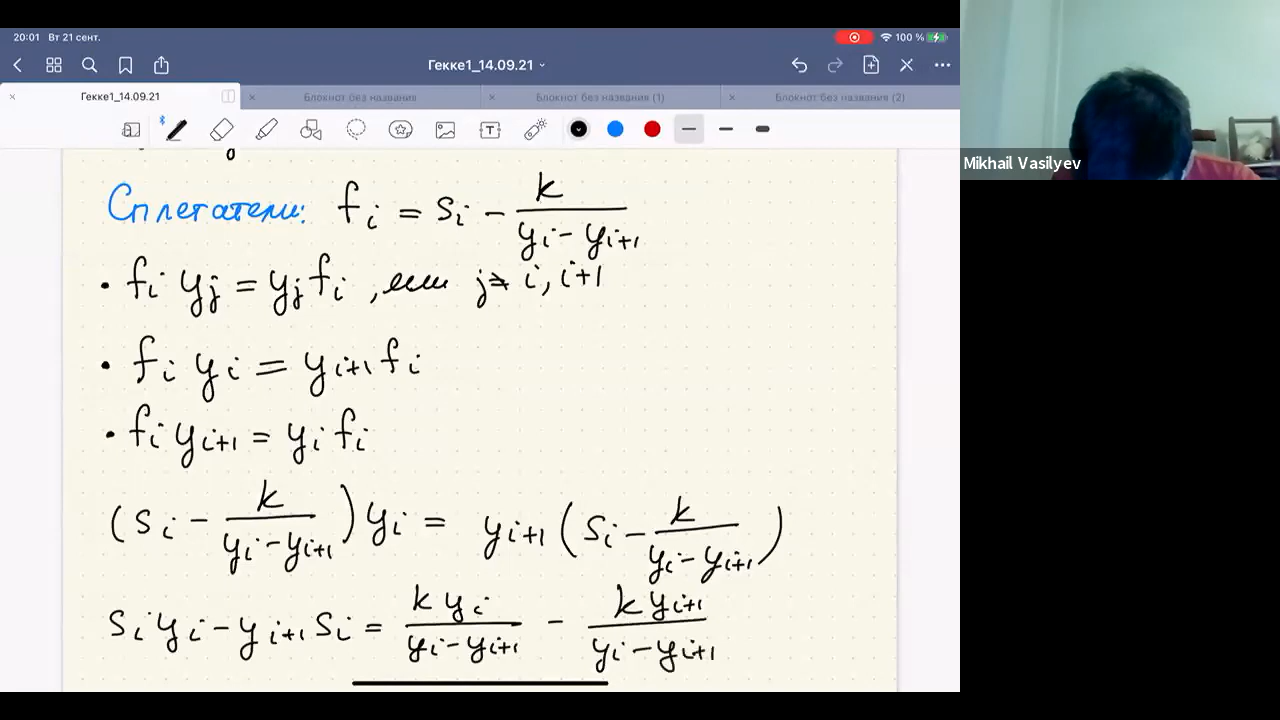 20:01 Вт 21 сент. 100 %
Гекке1_14.09.21
Гекке1_14.09.21 Блокнот без названия Блокнот без названия (1) Блокнот без названия (2)
Mikhail Vasilyev
Сплетатели: f_i = s_i - k/(y_i - y_{i+1})
• f_i y_j = y_j f_i , если j ≠ i, i+1
• f_i y_i = y_{i+1} f_i
• f_i y_{i+1} = y_i f_i
(s_i - k/(y_i - y_{i+1})) y_i = y_{i+1} (s_i - k/(y_i - y_{i+1}))
s_i y_i - y_{i+1} s_i = k y_i/(y_i - y_{i+1}) - k y_{i+1}/(y_i - y_{i+1})